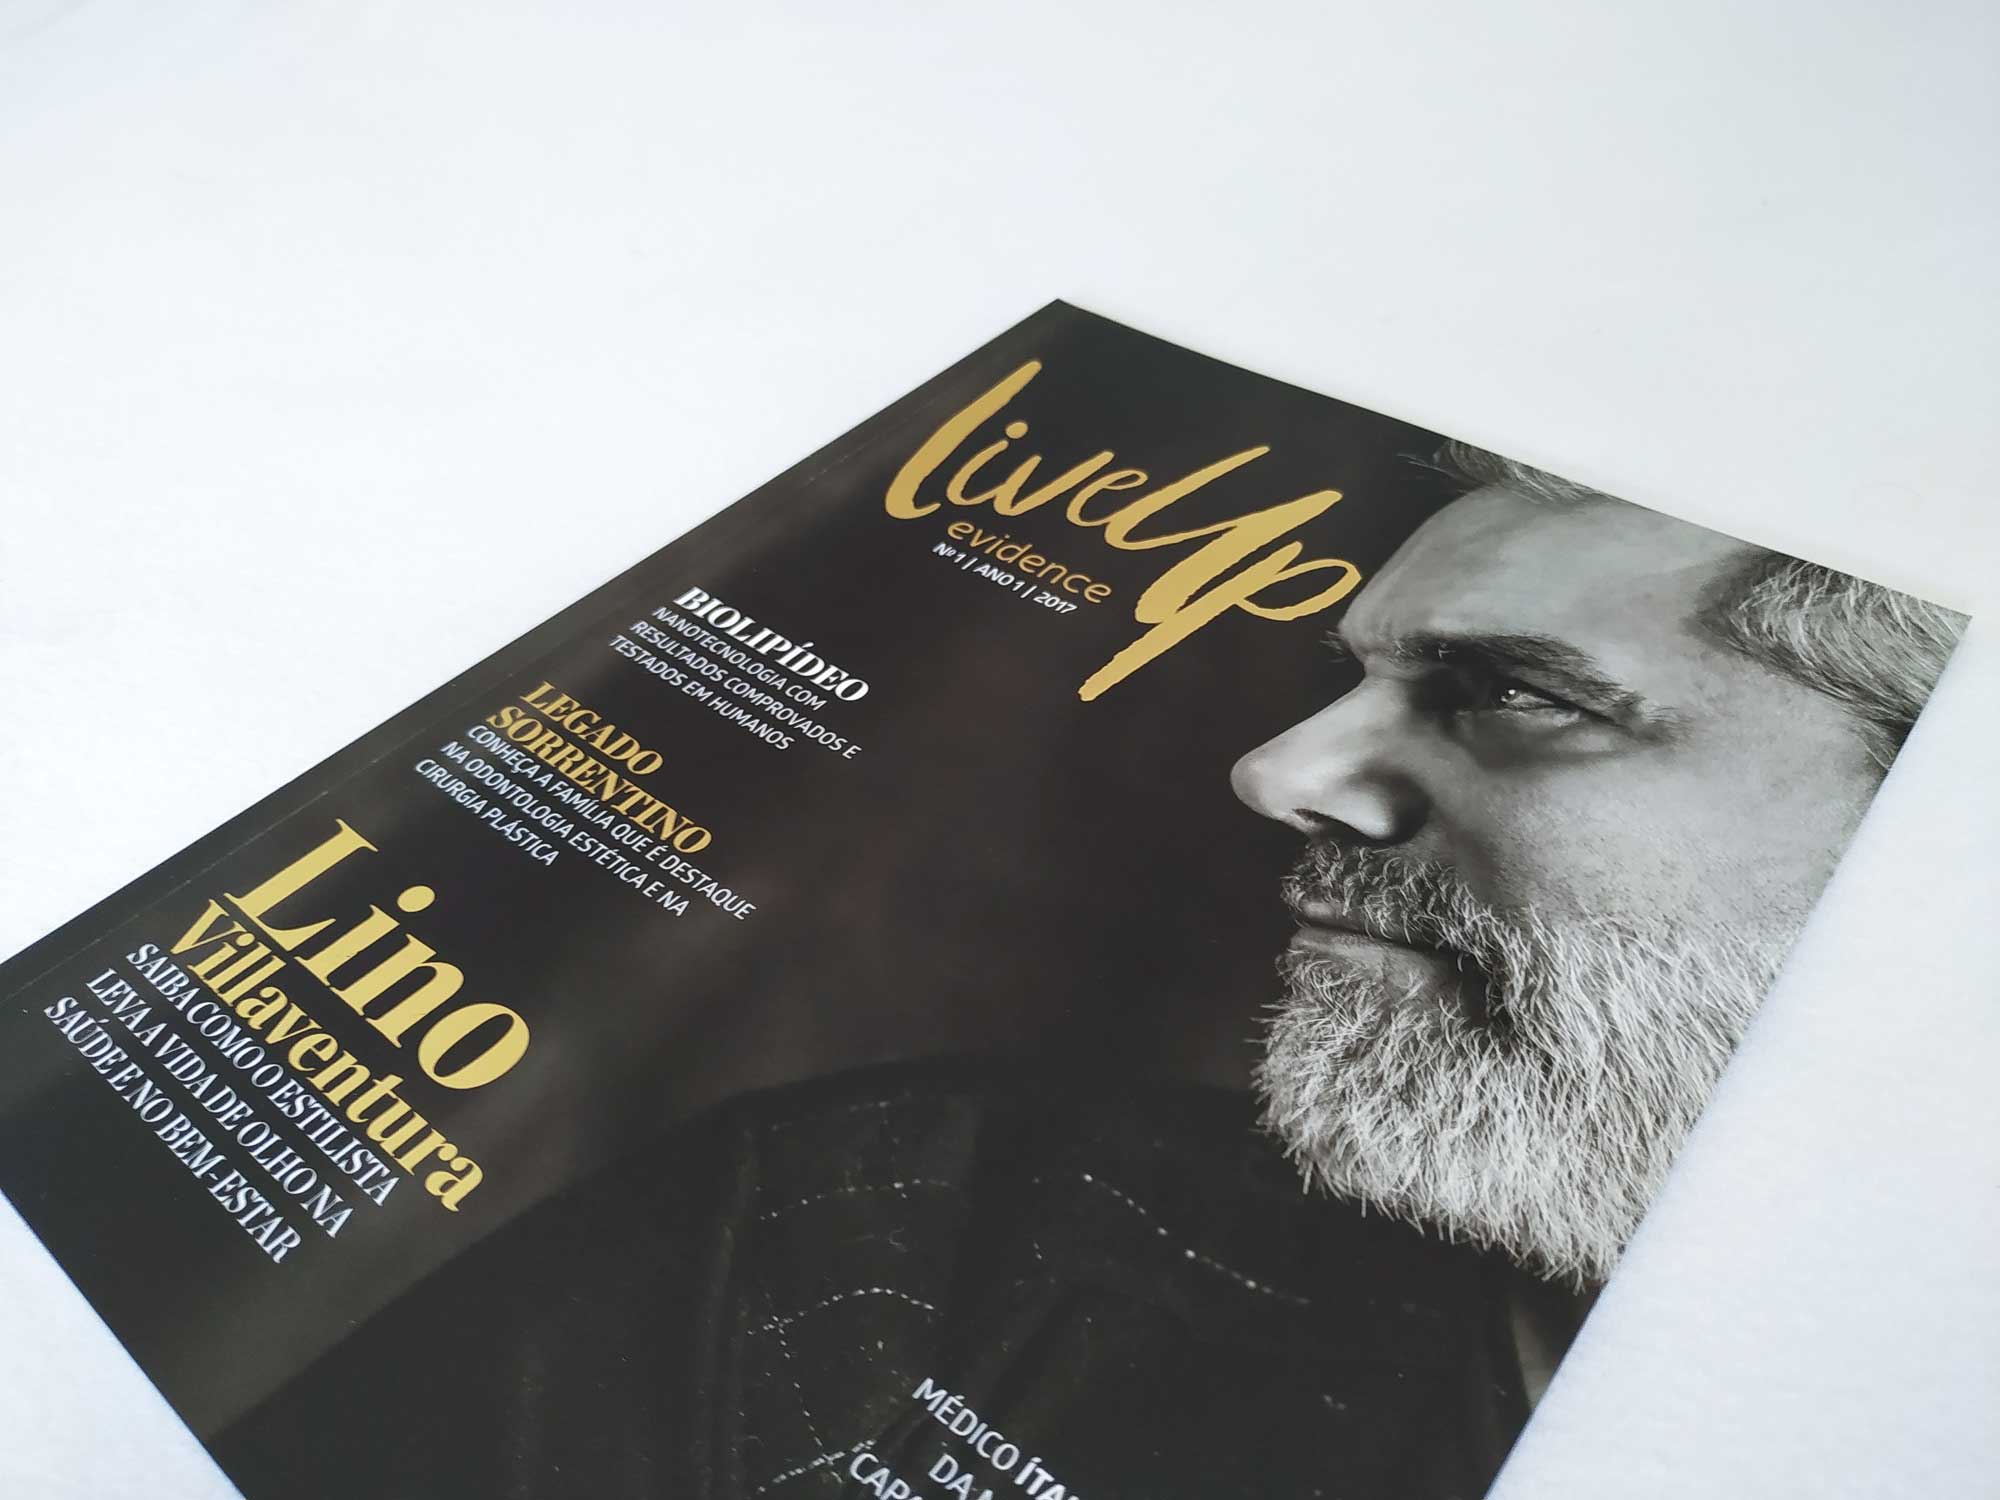 liveUp
evidence
Nº 1 | ANO 1 | 2017
BIOLIPÍDEO
NANOTECNOLOGIA COM
RESULTADOS COMPROVADOS E
TESTADOS EM HUMANOS
LEGADO
SORRENTINO
CONHEÇA A FAMÍLIA QUE É DESTAQUE
NA ODONTOLOGIA ESTÉTICA E NA
CIRURGIA PLÁSTICA
Lino
Villaventura
SAIBA COMO O ESTILISTA
LEVA A VIDA DE OLHO NA
SAÚDE E NO BEM-ESTAR
MÉDICO
DA